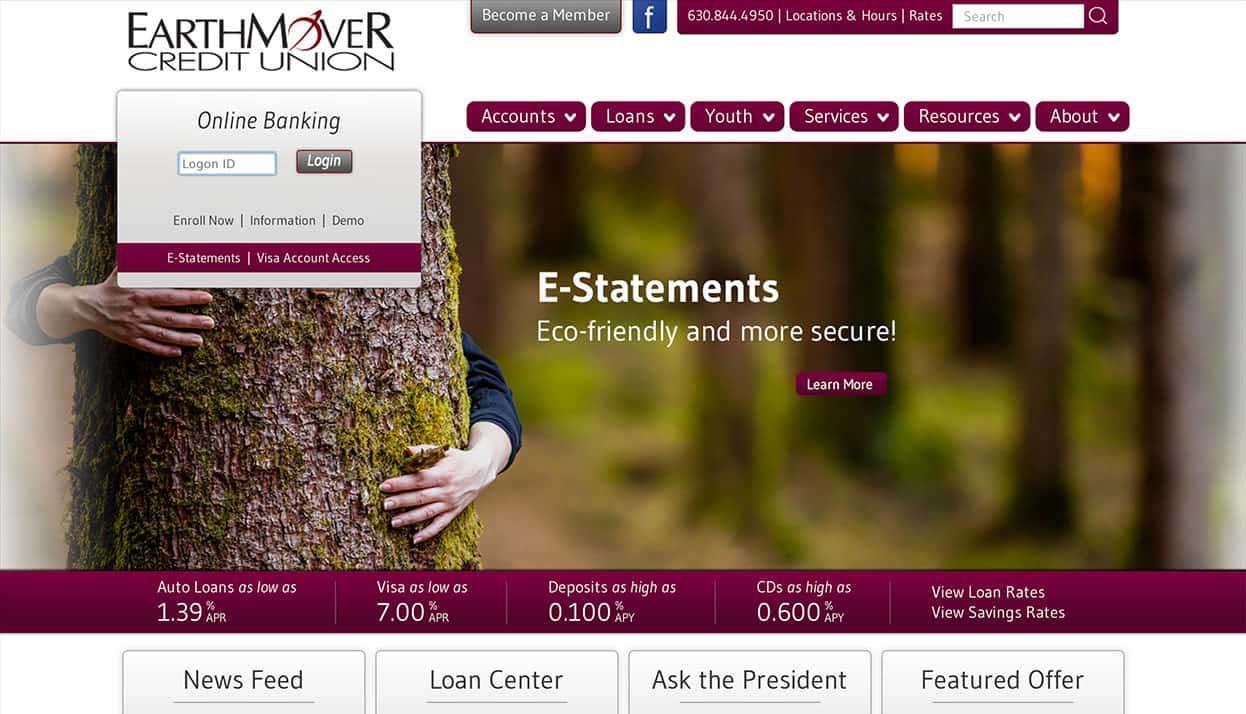 EARTHMOVER
CREDIT UNION
Become a Member
f
630.844.4950 | Locations & Hours | Rates
Search
Online Banking
Logon ID
Login
Enroll Now | Information | Demo
E-Statements | Visa Account Access
Accounts
Loans
Youth
Services
Resources
About
E-Statements
Eco-friendly and more secure!
Learn More
Auto Loans as low as
1.39 % APR
Visa as low as
7.00 % APR
Deposits as high as
0.100 % APY
CDs as high as
0.600 % APY
View Loan Rates
View Savings Rates
News Feed
Loan Center
Ask the President
Featured Offer